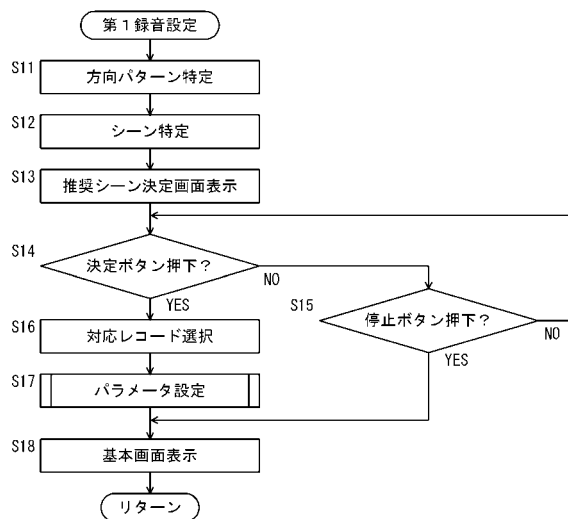 第１録音設定
S11
方向パターン特定
S12
シーン特定
S13
推奨シーン決定画面表示
S14
決定ボタン押下？
NO
YES
S15
停止ボタン押下？
NO
YES
S16
対応レコード選択
S17
パラメータ設定
S18
基本画面表示
リターン